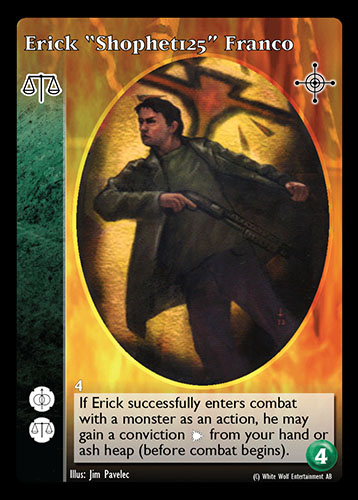 Erick "Shophet125" Franco
4
If Erick successfully enters combat
with a monster as an action, he may
gain a conviction from your hand or
ash heap (before combat begins).
4
Illus: Jim Pavelec
(C) White Wolf Entertainment AB